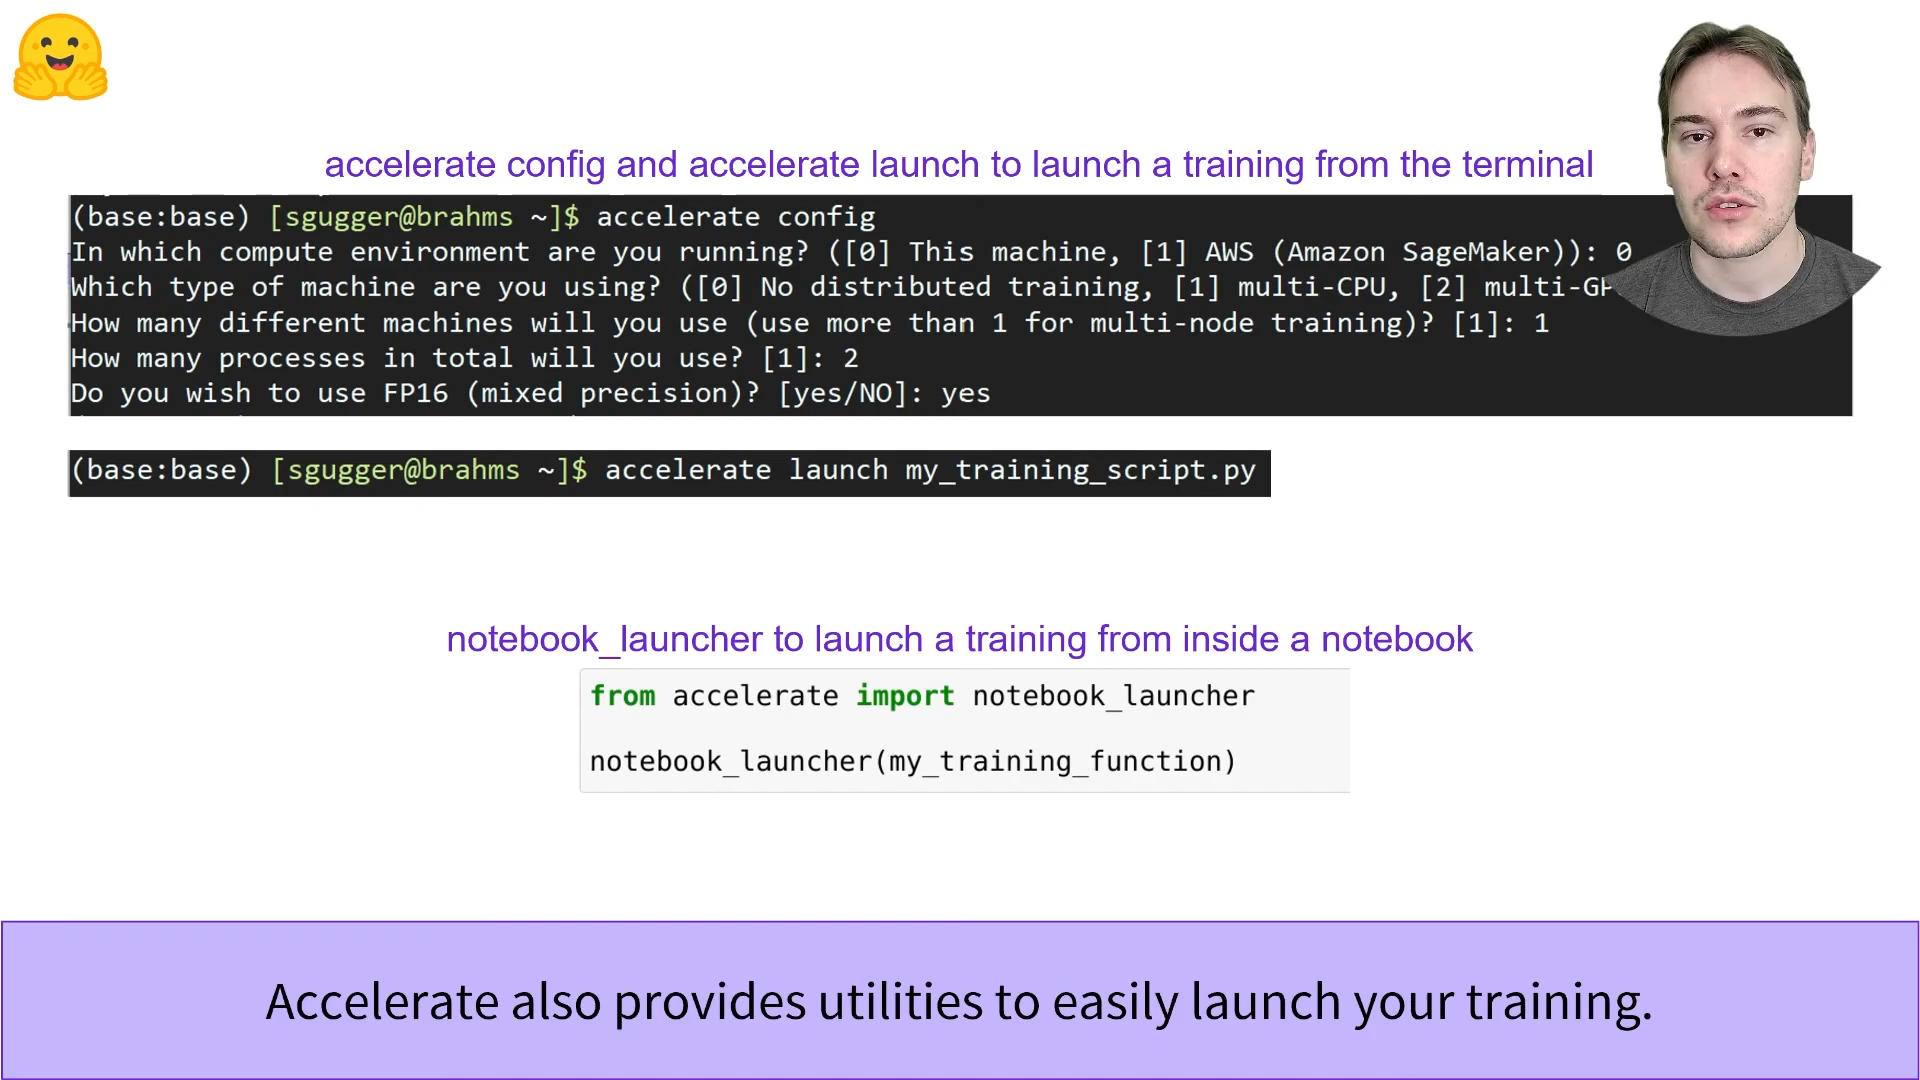 accelerate config and accelerate launch to launch a training from the terminal
(base:base) [sgugger@brahms ~]$ accelerate config
In which compute environment are you running? ([0] This machine, [1] AWS (Amazon SageMaker)): 0
Which type of machine are you using? ([0] No distributed training, [1] multi-CPU, [2]
How many different machines will you use (use more than 1 for multi-node training)? [1]: 1
How many processes in total will you use? [1]: 2
Do you wish to use FP16 (mixed precision)? [yes/NO]: yes
(base:base) [sgugger@brahms ~]$ accelerate launch my_training_script.py
notebook_launcher to launch a training from inside a notebook
from accelerate import notebook_launcher
notebook_launcher(my_training_function)
Accelerate also provides utilities to easily launch your training.